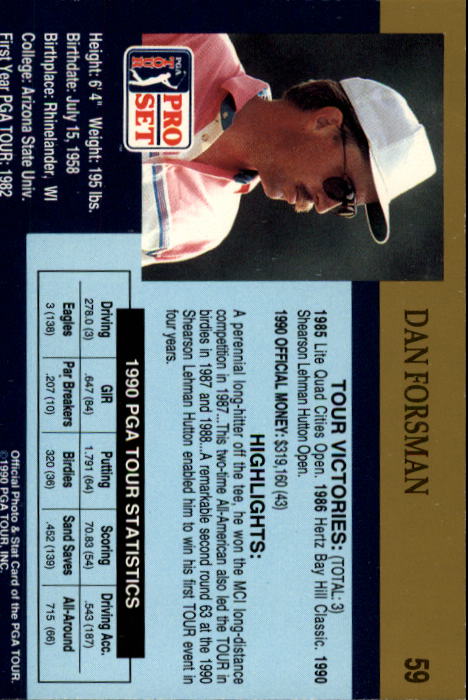 DAN FORSMAN
59
PGA
TOUR
PRO
SET
Height: 6' 4" Weight: 195 lbs.
Birthdate: July 15, 1958
Birthplace: Rhinelander, WI
College: Arizona State Univ.
First Year PGA TOUR: 1982
TOUR VICTORIES: (TOTAL: 3)
1985 Lite Quad Cities Open. 1986 Hertz Bay Hill Classic. 1990
Shearson Lehman Hutton Open.
1990 OFFICIAL MONEY: $319,160 (43)
HIGHLIGHTS:
A perennial long-hitter off the tee, he won the MCI long-distance
competition in 1987...This two-time All-American also led the TOUR in
birdies in 1987 and 1988...A remarkable second round 63 at the 1990
Shearson Lehman Hutton enabled him to win his first TOUR event in
four years.
1990 PGA TOUR STATISTICS
Driving GIR Putting Scoring Driving Acc.
278.0 (3) .647 (84) 1.791 (64) 70.83 (54) .543 (187)
Eagles Par Breakers Birdies Sand Saves All-Around
3 (138) .207 (10) 320 (36) .452 (139) 715 (66)
Official Photo & Stat Card of the PGA TOUR.
©1990 PGA TOUR, INC.